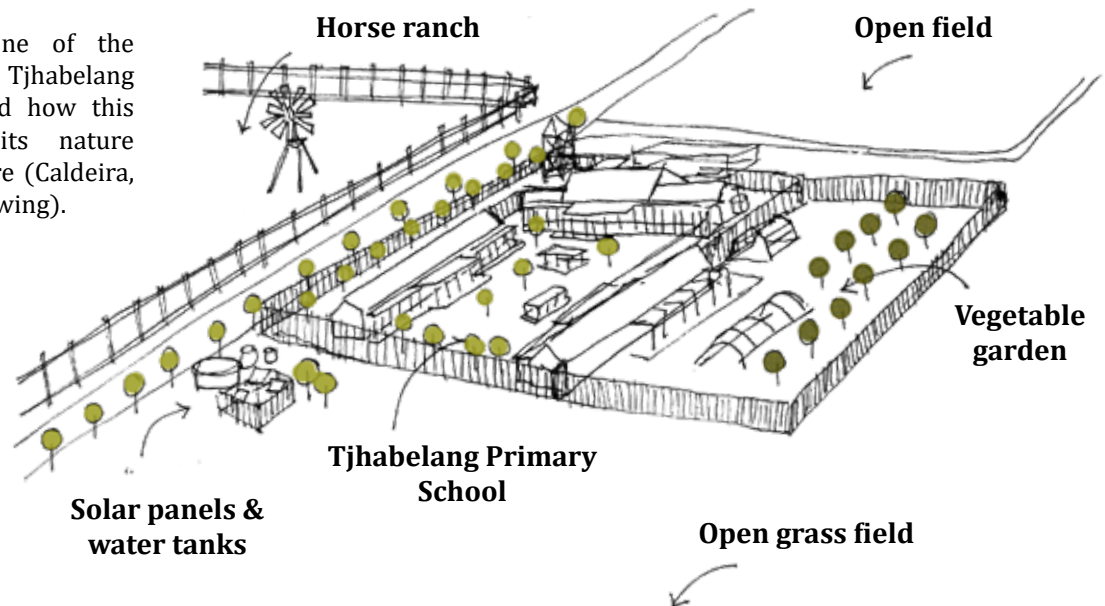 ne of the
Tjhabelang
d how this
its nature
re (Caldeira,
wing).
Horse ranch
Open field
Vegetable
garden
Tjhabelang Primary
School
Solar panels &
water tanks
Open grass field